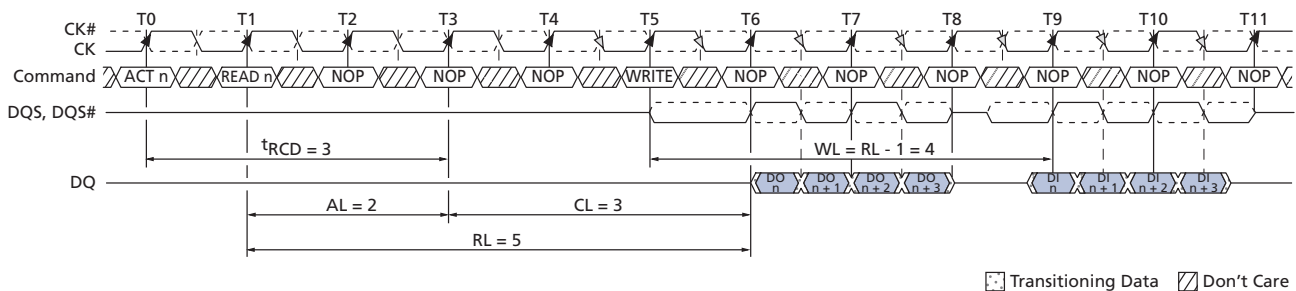 T0 T1 T2 T3 T4 T5 T6 T7 T8 T9 T10 T11
CK#
CK
Command ACT n READ n NOP NOP NOP WRITE NOP NOP NOP NOP NOP NOP
DQS, DQS#
tRCD = 3 WL = RL - 1 = 4
DQ DO n DO n + 1 DO n + 2 DO n + 3 DI n DI n + 1 DI n + 2 DI n + 3
AL = 2 CL = 3
RL = 5
Transitioning Data Don't Care